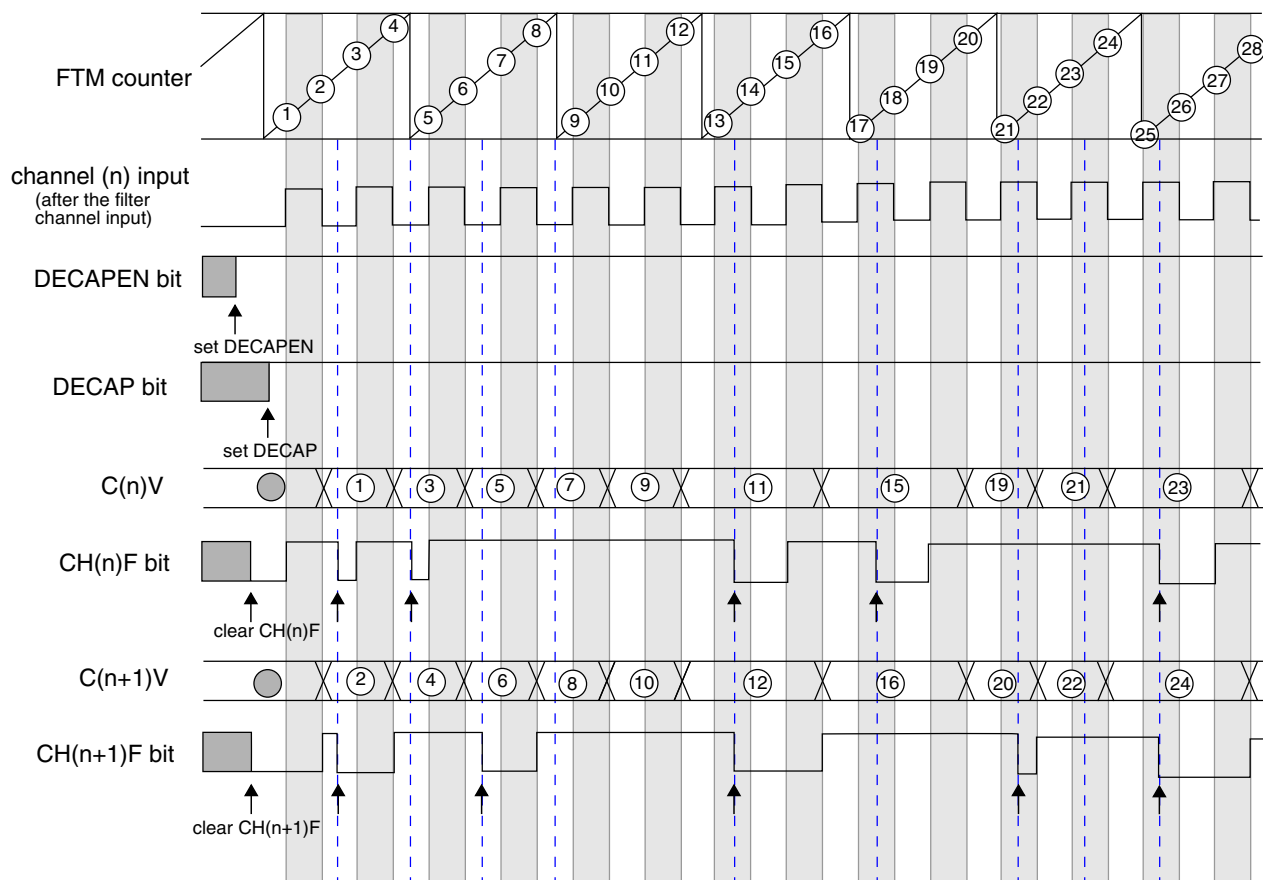 4 8 12 16 20 24 28
3 7 11 15 19 23 27
2 6 10 14 18 22 26
1 5 9 13 17 21 25
FTM counter
channel (n) input
(after the filter
channel input)
DECAPEN bit
set DECAPEN
DECAP bit
set DECAP
C(n)V 1 3 5 7 9 11 15 19 21 23
CH(n)F bit
clear CH(n)F
C(n+1)V 2 4 6 8 10 12 16 20 22 24
CH(n+1)F bit
clear CH(n+1)F